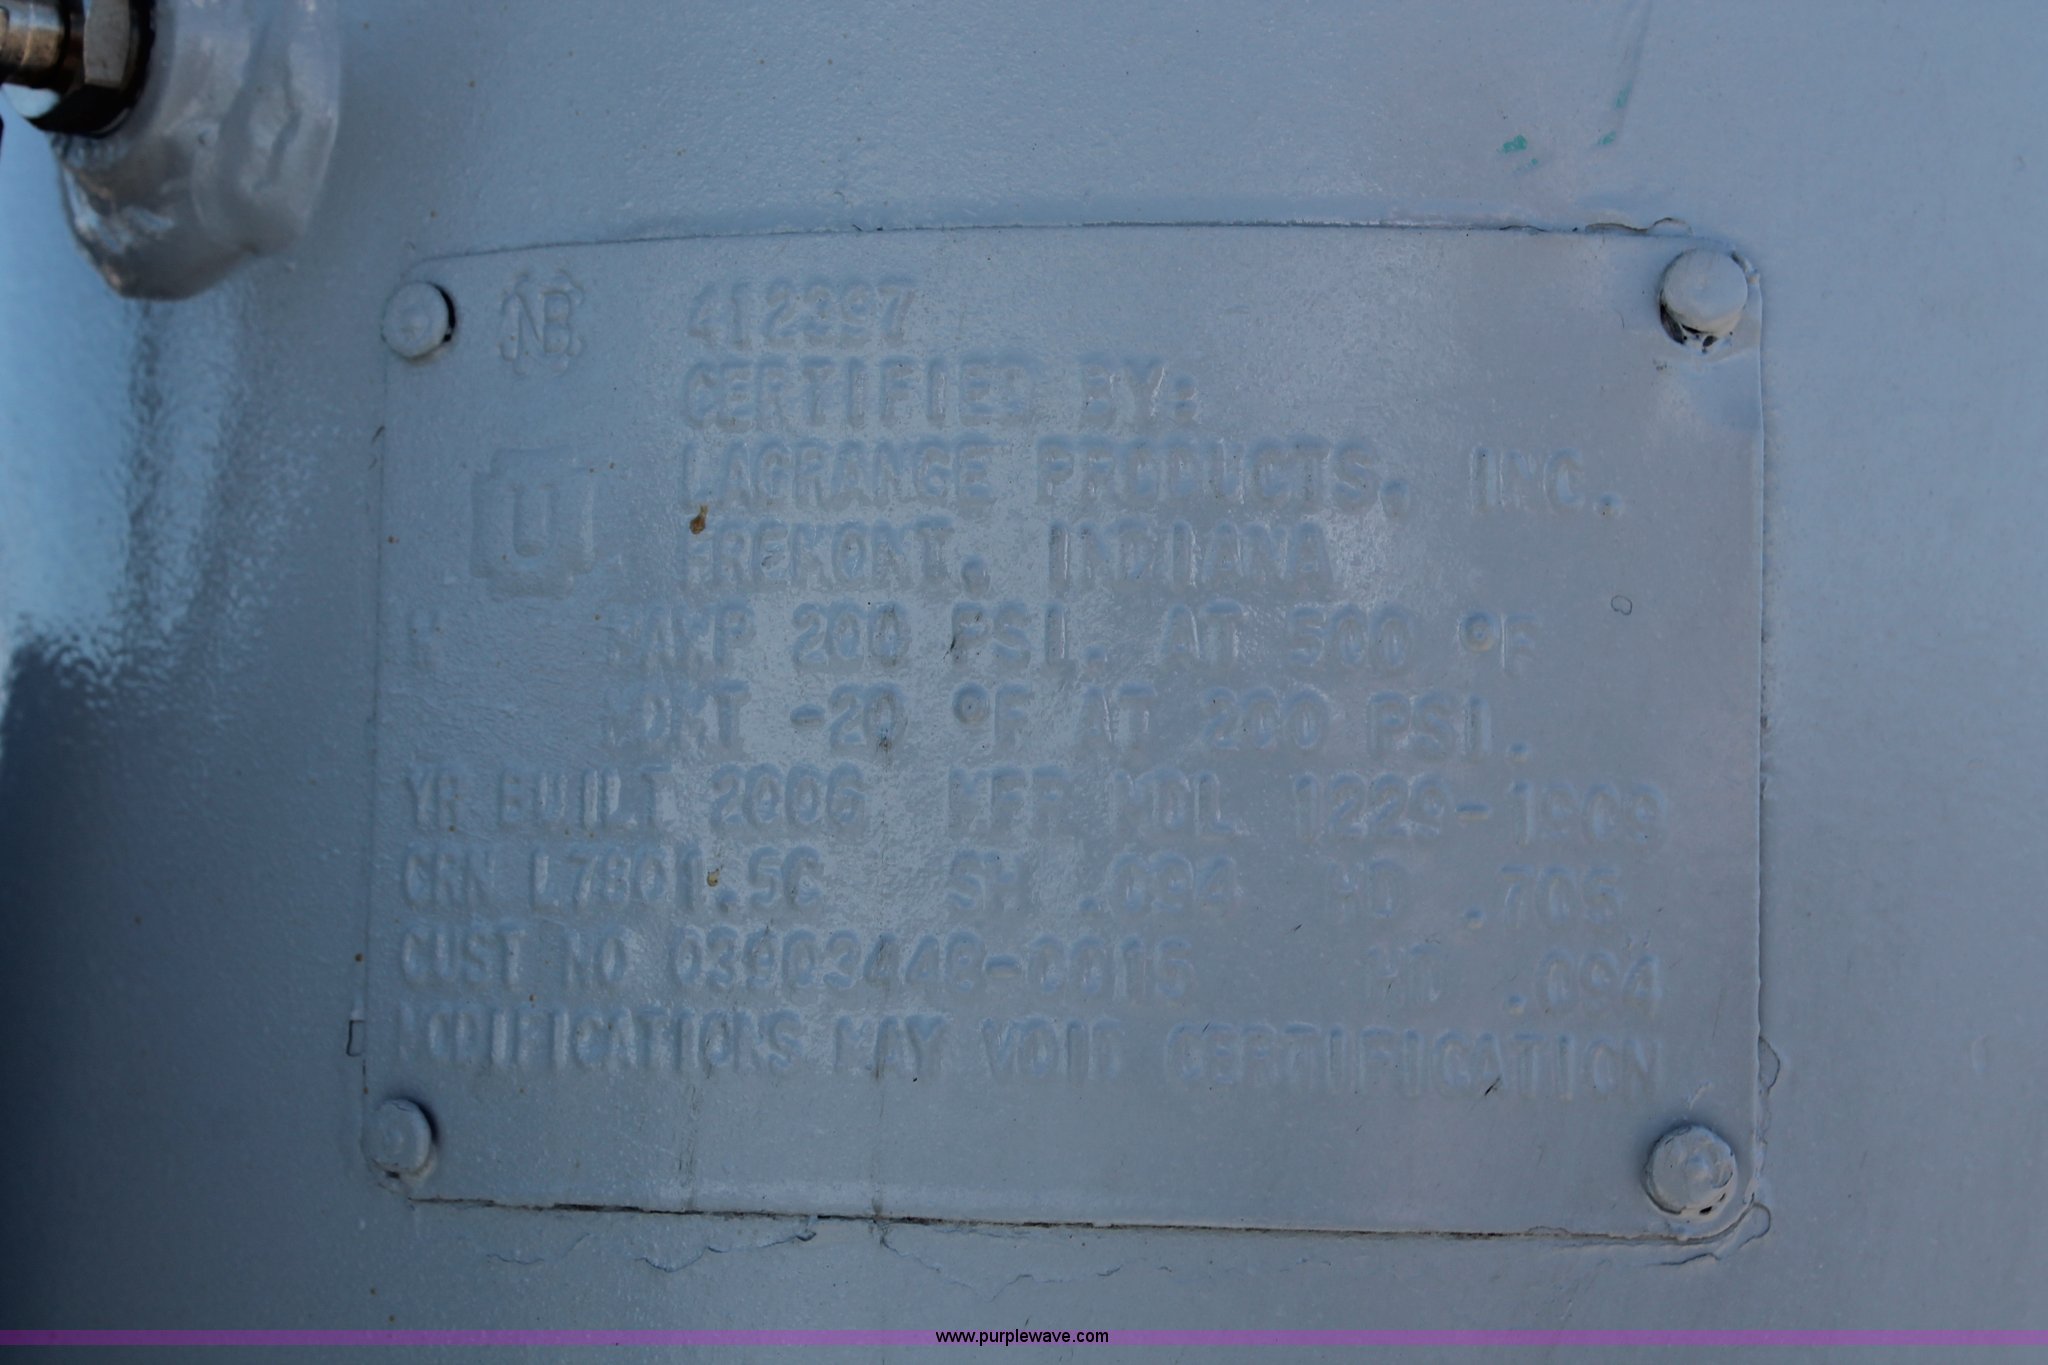 NB 412397
CERTIFIED BY:
LAGRANGE PRODUCTS, INC.
U
FREMONT, INDIANA
W MAWP 200 PSI. AT 500 °F
MDMT -20 °F AT 200 PSI.
YR BUILT 2006 MFR MDL 1229-1909
CRN L7801.5C SH .094 HD .705
CUST NO 03903448-0015 HD .094
MODIFICATIONS MAY VOID CERTIFICATION
www.purplewave.com